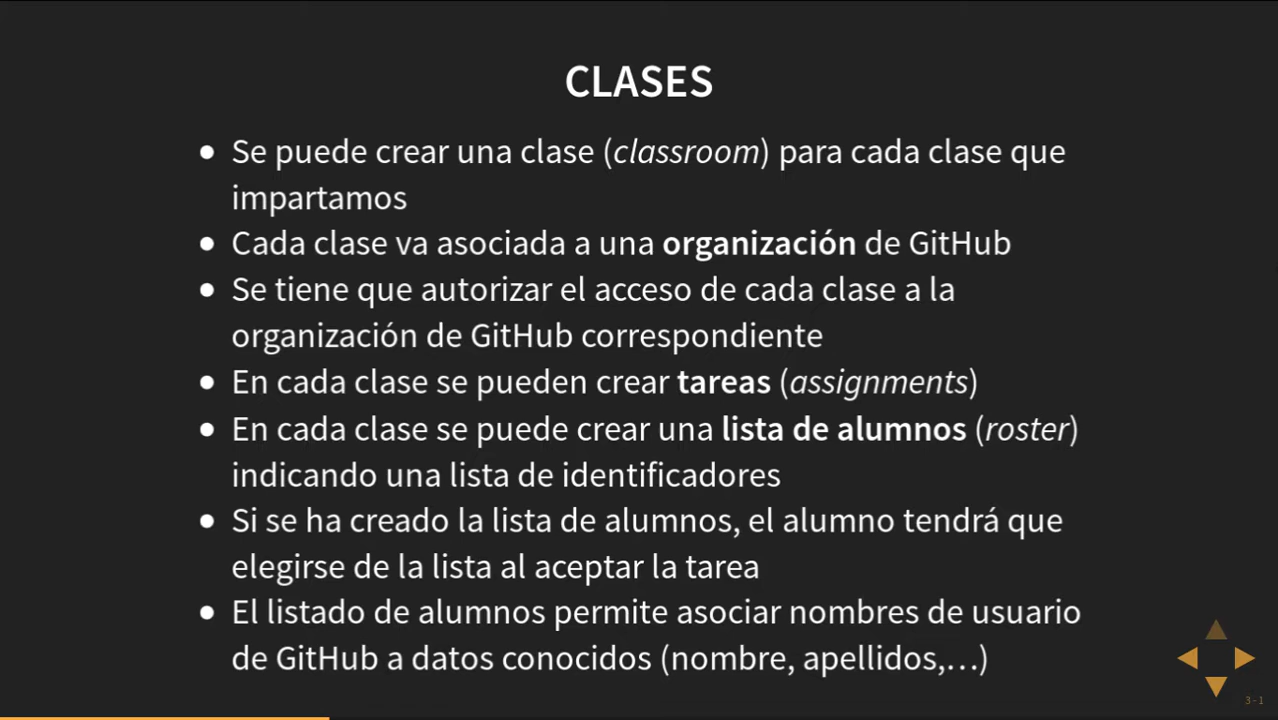 CLASES
• Se puede crear una clase (classroom) para cada clase que
impartamos
• Cada clase va asociada a una organización de GitHub
• Se tiene que autorizar el acceso de cada clase a la
organización de GitHub correspondiente
• En cada clase se pueden crear tareas (assignments)
• En cada clase se puede crear una lista de alumnos (roster)
indicando una lista de identificadores
• Si se ha creado la lista de alumnos, el alumno tendrá que
elegirse de la lista al aceptar la tarea
• El listado de alumnos permite asociar nombres de usuario
de GitHub a datos conocidos (nombre, apellidos,…)
3 - 1